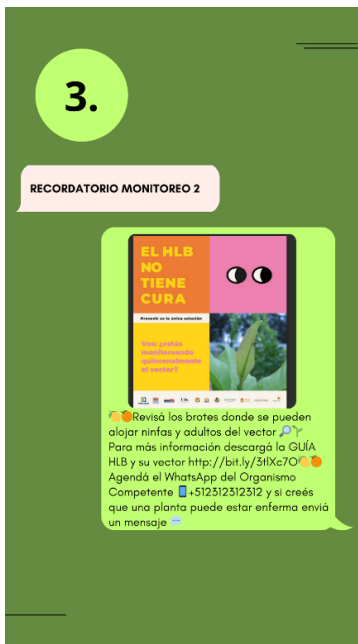 3.
RECORDATORIO MONITOREO 2
EL HLB
NO
TIENE
CURA
Prevenir es la única solución
Vos: ¿estás
monitoreando
quincenalmente
el vector?
Revisá los brotes donde se pueden
alojar ninfas y adultos del vector
Para más información descargá la GUÍA
HLB y su vector http://bit.ly/3tlXc7O
Agendá el WhatsApp del Organismo
Competente +512312312312 y si creés
que una planta puede estar enferma enviá
un mensaje